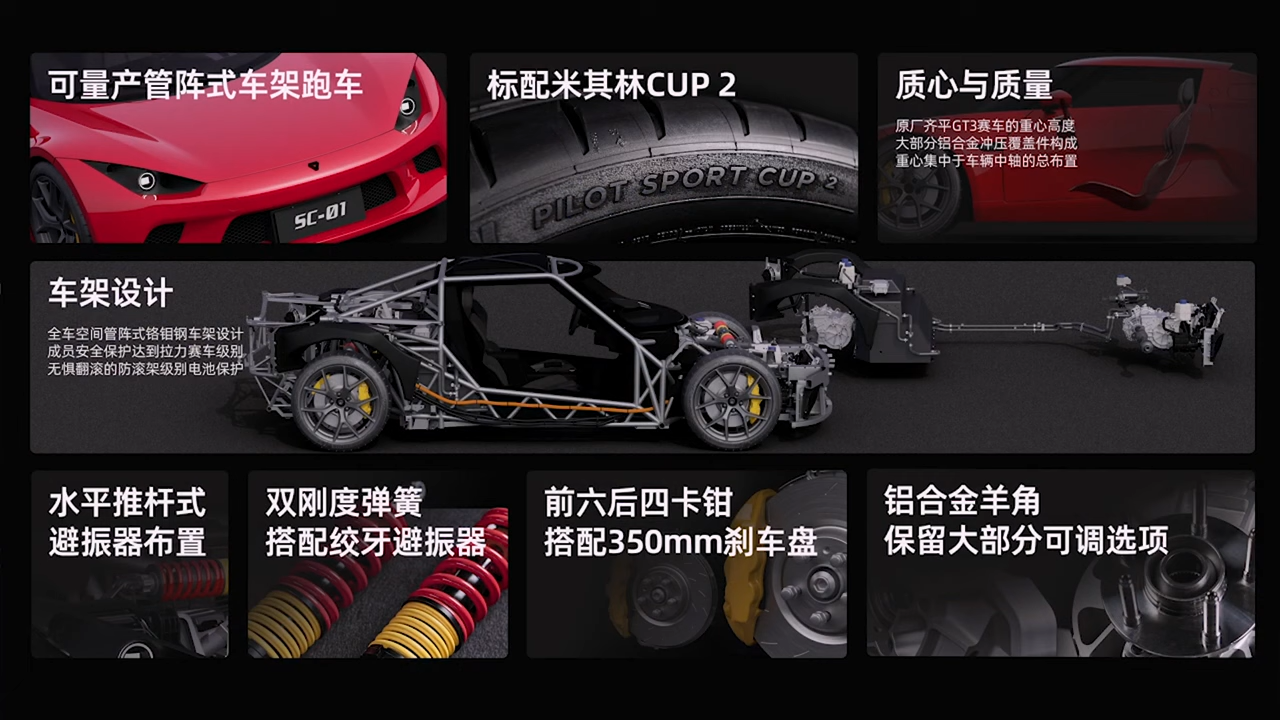 可量产管阵式车架跑车
SC-01
标配米其林CUP 2
PILOT SPORT CUP 2
质心与质量
原厂齐平GT3赛车的重心高度
大部分铝合金冲压覆盖件构成
重心集中于车辆中轴的总布置
车架设计
全车空间管阵式铬钼钢车架设计
成员安全保护达到拉力赛车级别
无惧翻滚的防滚架级别电池保护
水平推杆式
避振器布置
双刚度弹簧
搭配绞牙避振器
前六后四卡钳
搭配350mm刹车盘
铝合金羊角
保留大部分可调选项